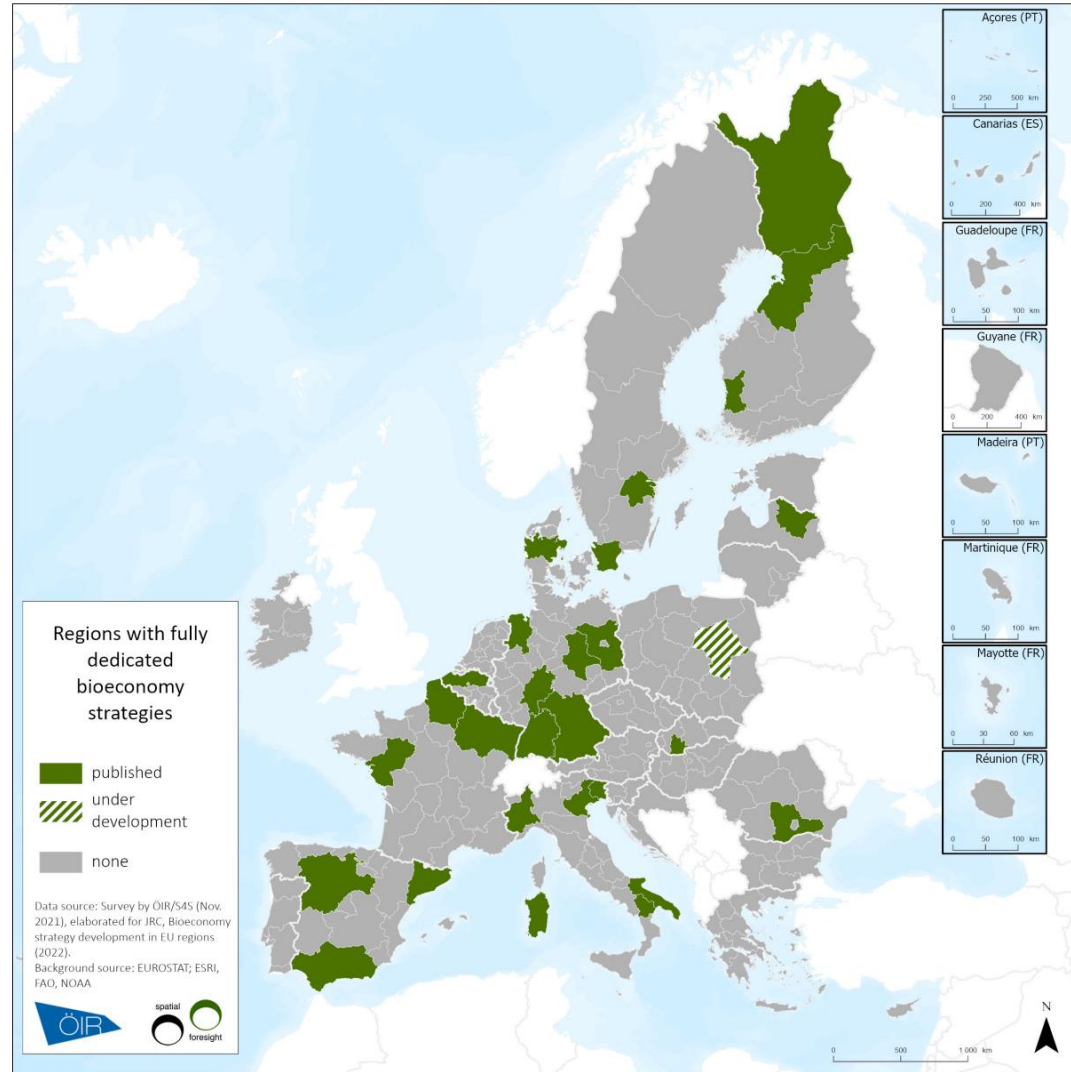 Regions with fully
dedicated
bioeconomy
strategies
published
under
development
none
Data source: Survey by ÖIR/S4S (Nov.
2021), elaborated for JRC, Bioeconomy
strategy development in EU regions
(2022).
Background source: EUROSTAT; ESRI,
FAO, NOAA
ÖIR
spatial
foresight
Açores (PT)
0 250 500 km
Canarias (ES)
0 200 400 km
Guadeloupe (FR)
0 50 100 km
Guyane (FR)
0 200 400 km
Madeira (PT)
0 50 100 km
Martinique (FR)
0 50 100 km
Mayotte (FR)
0 30 60 km
Réunion (FR)
0 50 100 km
N
0 500 1 000 km